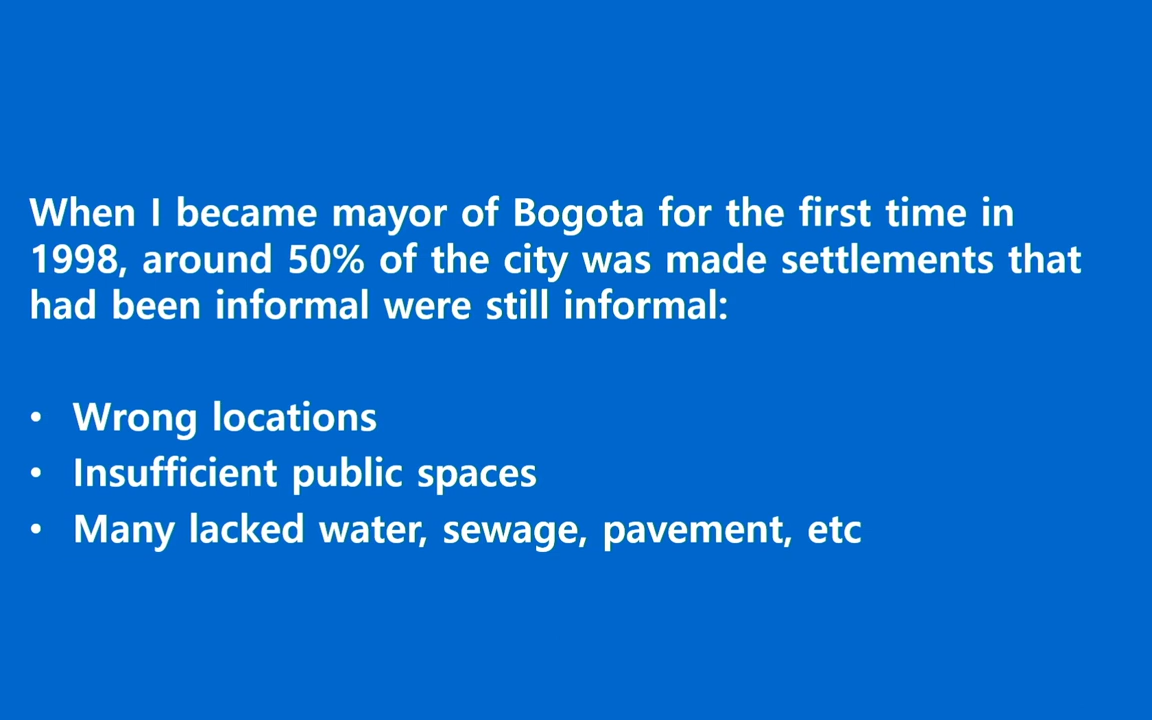 When I became mayor of Bogota for the first time in
1998, around 50% of the city was made settlements that
had been informal were still informal:
• Wrong locations
• Insufficient public spaces
• Many lacked water, sewage, pavement, etc